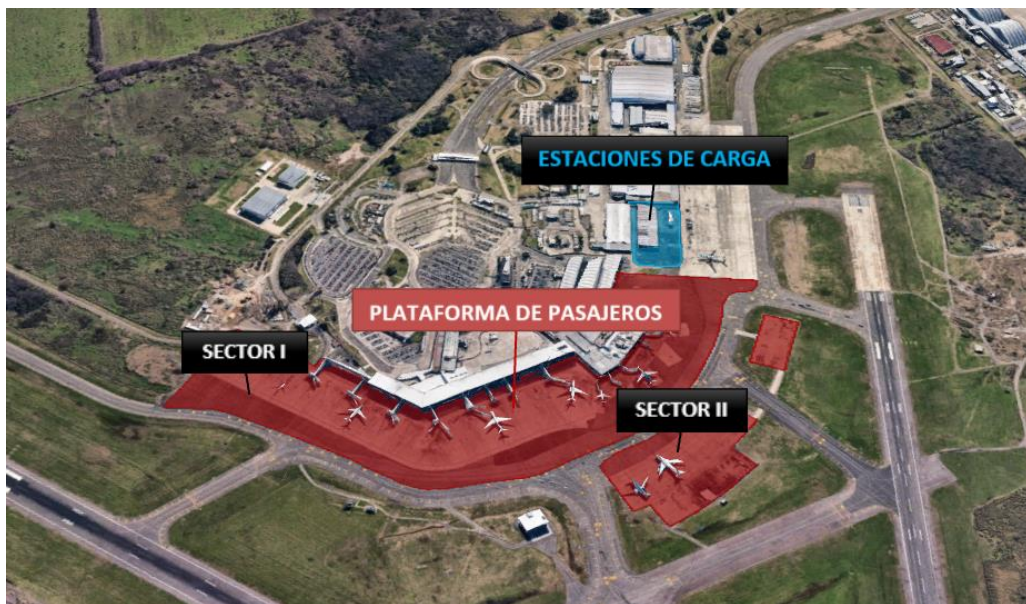 ESTACIONES DE CARGA
PLATAFORMA DE PASAJEROS
SECTOR I
SECTOR II